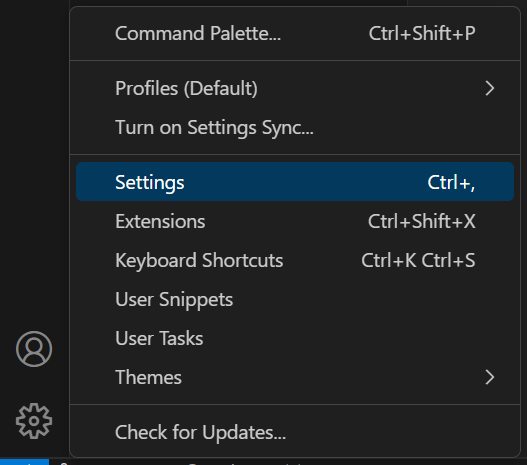 Command Palette... Ctrl+Shift+P
Profiles (Default)
Turn on Settings Sync...
Settings Ctrl+,
Extensions Ctrl+Shift+X
Keyboard Shortcuts Ctrl+K Ctrl+S
User Snippets
User Tasks
Themes
Check for Updates...